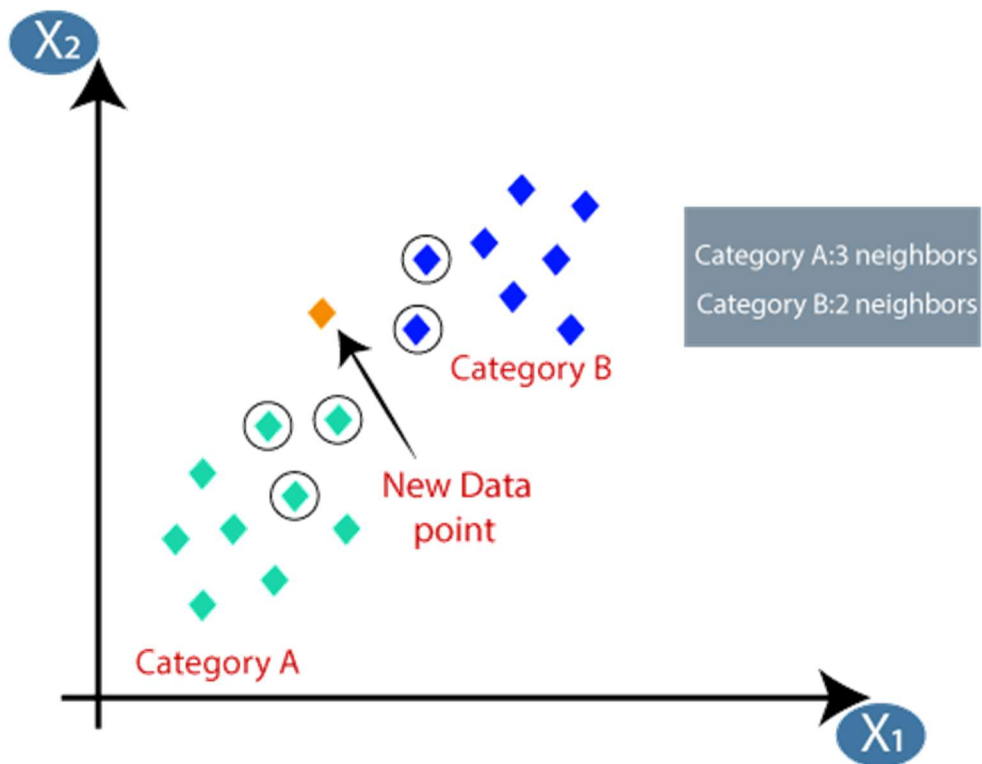 X₂
Category A:3 neighbors
Category B:2 neighbors
Category B
New Data
point
Category A
X₁